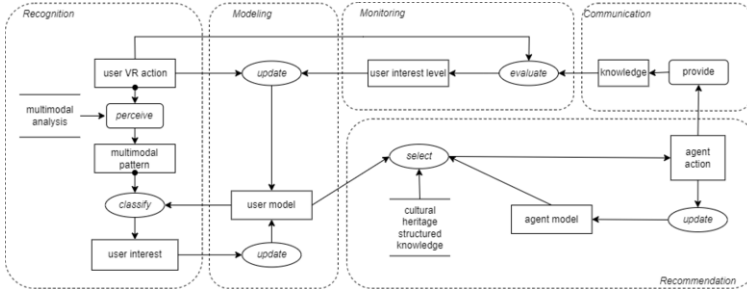 Recognition
Modeling
Monitoring
Communication
user VR action
update
user interest level
evaluate
knowledge
provide
multimodal
analysis
perceive
multimodal
pattern
select
agent
action
classify
user model
cultural
heritage
structured
knowledge
agent model
update
user interest
update
Recommendation